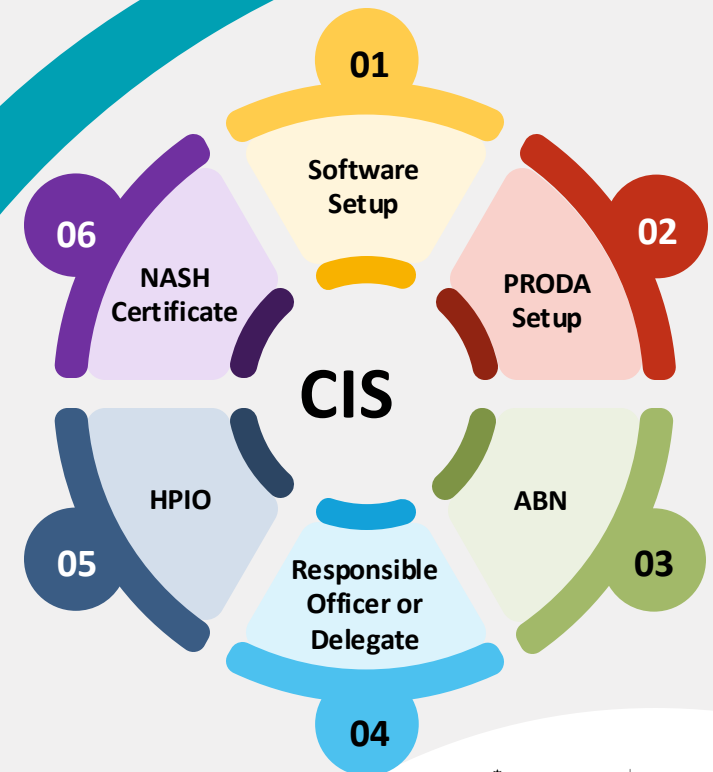 01
Software
Setup
02
PRODA
Setup
03
ABN
04
Responsible
Officer or
Delegate
05
HPIO
06
NASH
Certificate
CIS